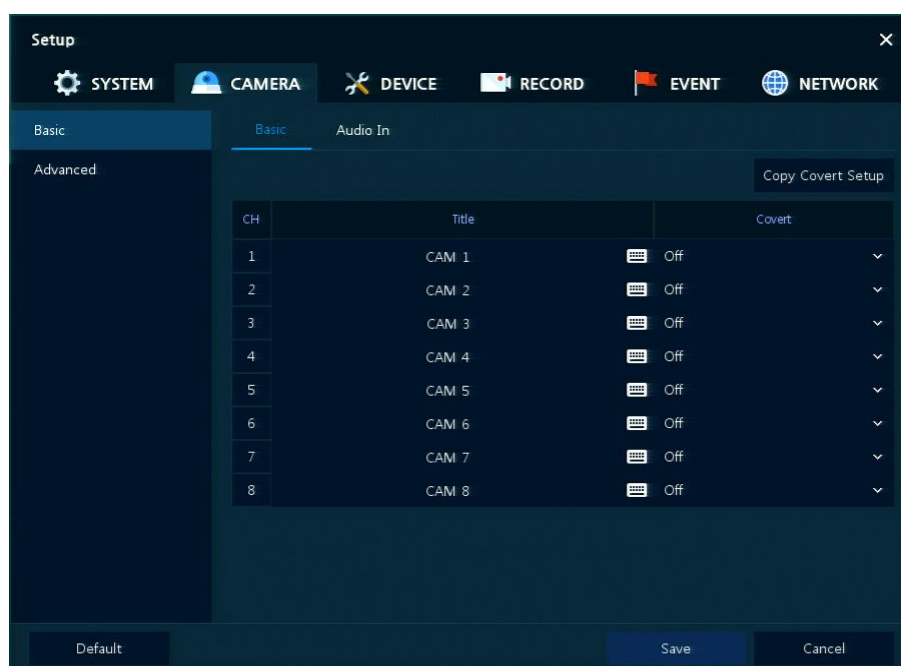 Setup
SYSTEM CAMERA DEVICE RECORD EVENT NETWORK
Basic Basic Audio In
Advanced Copy Covert Setup
CH Title Covert
1 CAM 1 Off
2 CAM 2 Off
3 CAM 3 Off
4 CAM 4 Off
5 CAM 5 Off
6 CAM 6 Off
7 CAM 7 Off
8 CAM 8 Off
Default Save Cancel